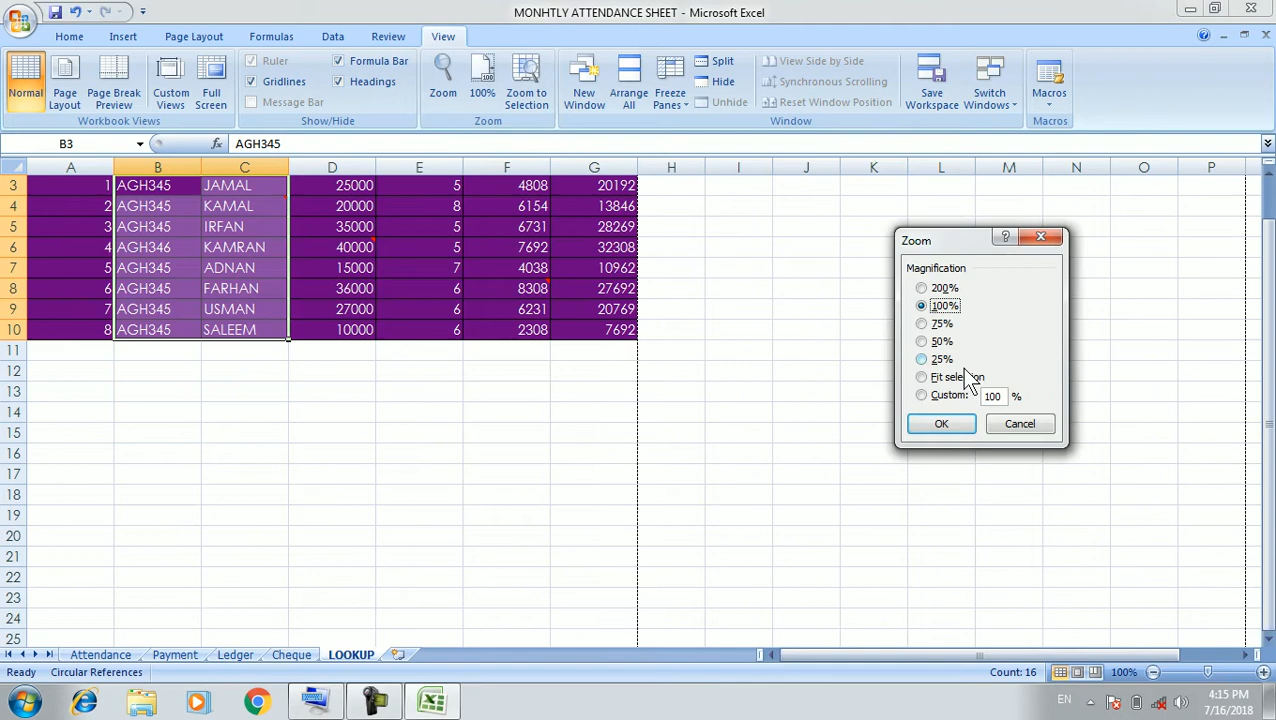 MONHTLY ATTENDANCE SHEET - Microsoft Excel
Home Insert Page Layout Formulas Data Review View
Normal Page Layout Page Break Preview Custom Views Full Screen
Workbook Views
Ruler Formula Bar
Gridlines Headings
Message Bar
Show/Hide
Zoom 100% Zoom to Selection
Zoom
New Window Arrange All Freeze Panes
Split
Hide
Unhide
View Side by Side
Synchronous Scrolling
Reset Window Position
Save Workspace Switch Windows
Window
Macros
Macros
B3 fx AGH345
A B C D E F G H I J K L M N O P
3 1 AGH345 JAMAL 25000 5 4808 20192
4 2 AGH345 KAMAL 20000 8 6154 13846
5 3 AGH345 IRFAN 35000 5 6731 28269
6 4 AGH346 KAMRAN 40000 5 7692 32308
7 5 AGH345 ADNAN 15000 7 4038 10962
8 6 AGH345 FARHAN 36000 6 8308 27692
9 7 AGH345 USMAN 27000 6 6231 20769
10 8 AGH345 SALEEM 10000 6 2308 7692
11
12
13
14
15
16
17
18
19
20
21
22
23
24
25
Zoom
Magnification
200%
100%
75%
50%
25%
Fit selection
Custom: 100 %
OK Cancel
Attendance Payment Ledger Cheque LOOKUP
Ready Circular References Count: 16 100%
EN 4:15 PM
7/16/2018